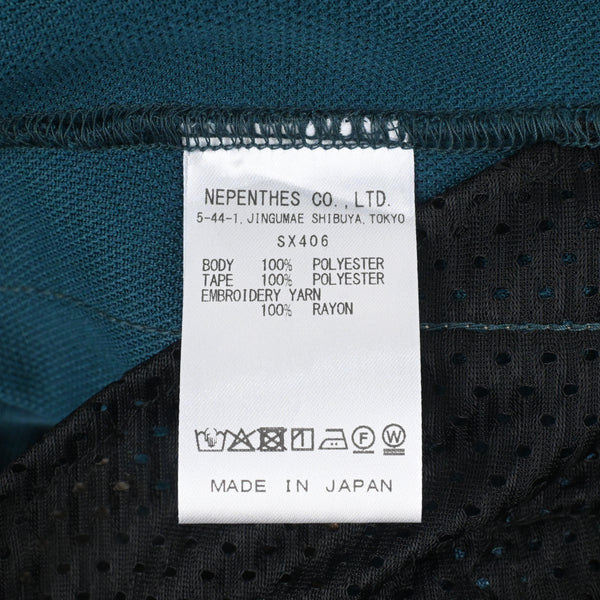 NEPENTHES CO.,LTD.
5-44-1, JINGUMAE SHIBUYA, TOKYO
SX406
BODY 100% POLYESTER
TAPE 100% POLYESTER
EMBROIDERY YARN
100% RAYON
F W
MADE IN JAPAN